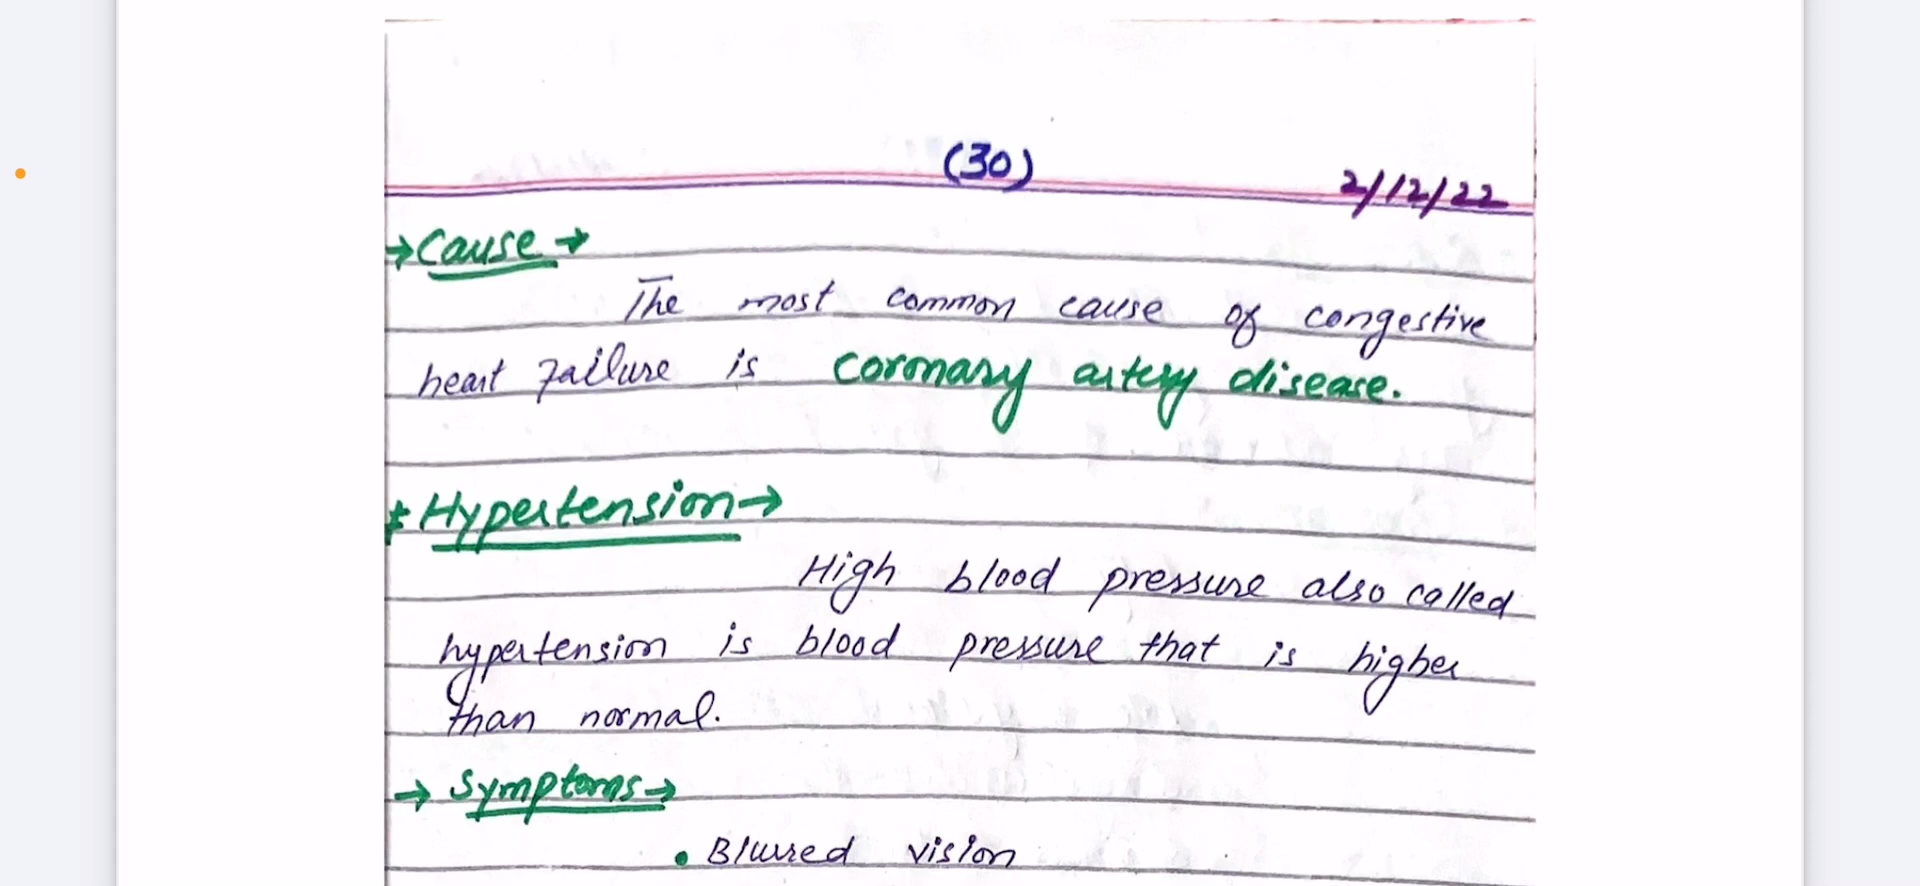 (30)
2/12/22
→ Cause →
The most common cause of congestive
heart failure is coronary artery disease.
* Hypertension →
High blood pressure also called
hypertension is blood pressure that is higher
than normal.
→ Symptoms →
• Blurred vision